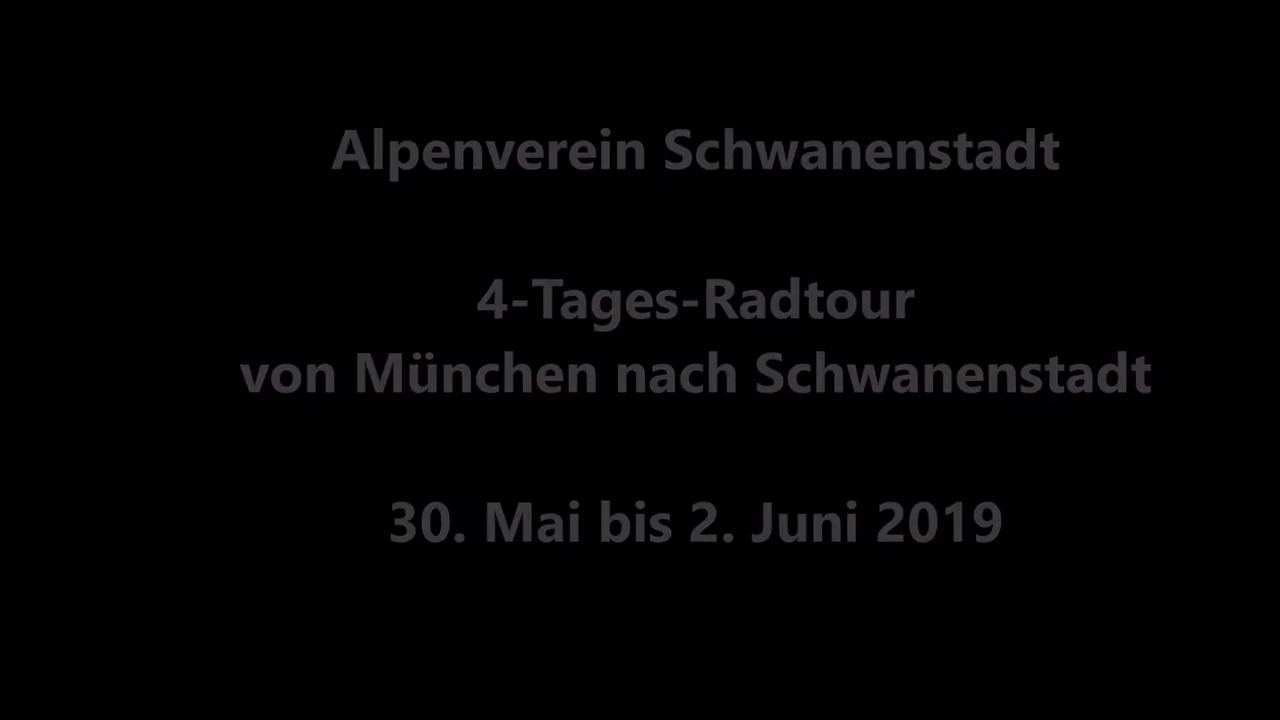 Alpenverein Schwanenstadt
4-Tages-Radtour
von München nach Schwanenstadt
30. Mai bis 2. Juni 2019